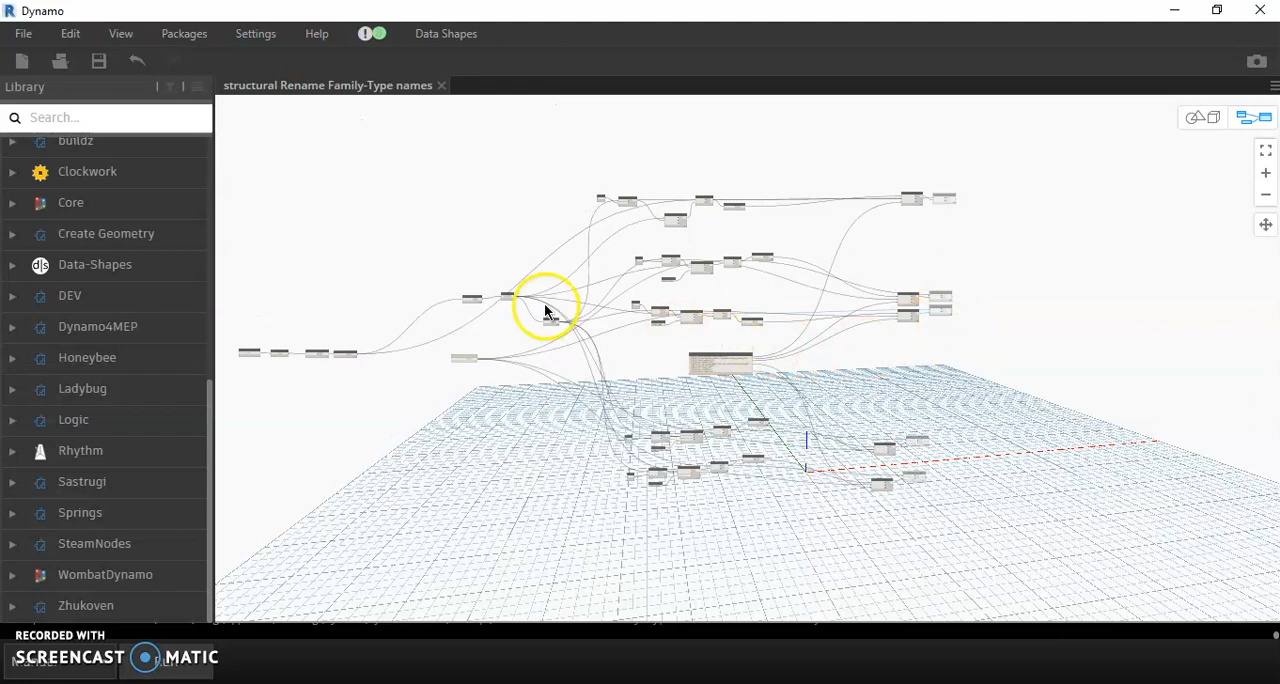 Dynamo
File Edit View Packages Settings Help Data Shapes
Library
structural Rename Family-Type names
Search...
buildz
Clockwork
Core
Create Geometry
Data-Shapes
DEV
Dynamo4MEP
Honeybee
Ladybug
Logic
Rhythm
Sastrugi
Springs
SteamNodes
WombatDynamo
Zhukoven
RECORDED WITH
SCREENCAST MATIC